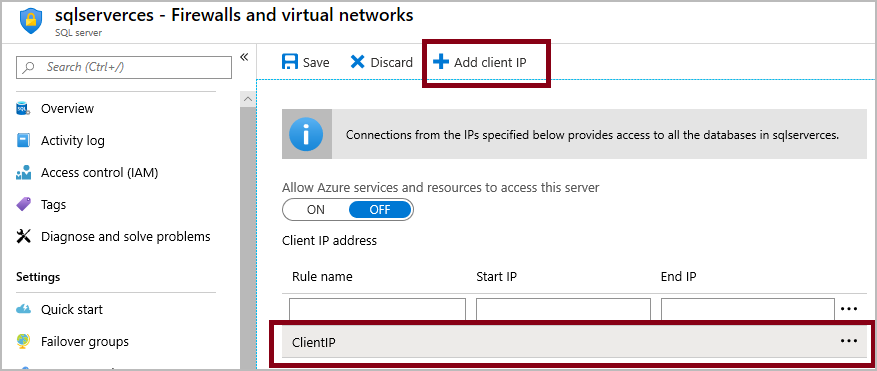 sqlserverces - Firewalls and virtual networks
SQL server
Search (Ctrl+/)
«
Overview
Activity log
Access control (IAM)
Tags
Diagnose and solve problems
Settings
Quick start
Failover groups
Save
Discard
Add client IP
Connections from the IPs specified below provides access to all the databases in sqlserverces.
Allow Azure services and resources to access this server
ON OFF
Client IP address
Rule name Start IP End IP
ClientIP